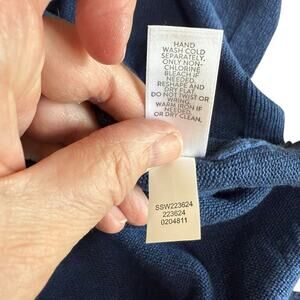 HAND
WASH COLD
SEPARATELY.
ONLY NON-
CHLORINE
BLEACH IF
NEEDED.
RESHAPE AND
DRY FLAT.
DO NOT TWIST OR
WRING.
WARM IRON IF
NEEDED.
OR DRY CLEAN.
SSW223624
223624
0204811